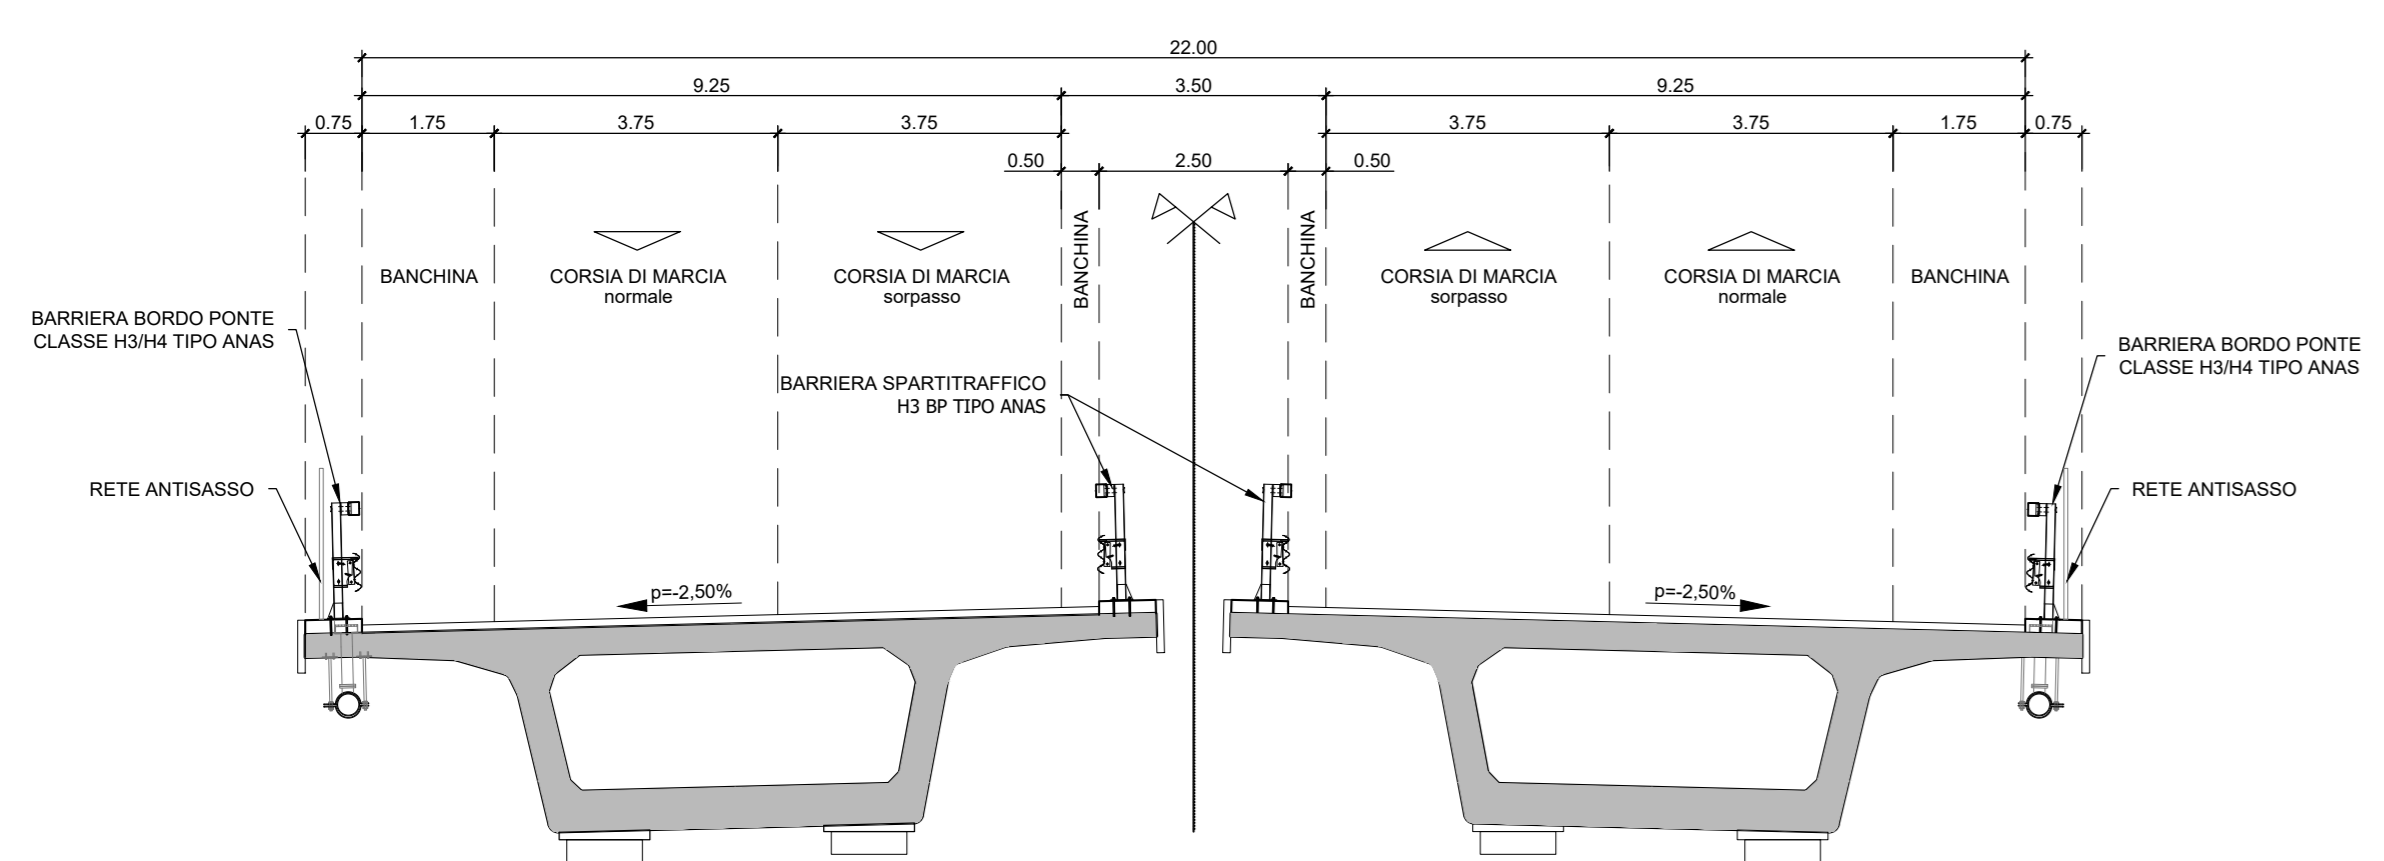 22.00
9.25 3.50 9.25
0.75 1.75 3.75 3.75 3.75 3.75 1.75 0.75
0.50 2.50 0.50
BANCHINA
CORSIA DI MARCIA
normale
CORSIA DI MARCIA
sorpasso
BANCHINA
BANCHINA
CORSIA DI MARCIA
sorpasso
CORSIA DI MARCIA
normale
BANCHINA
BARRIERA BORDO PONTE
CLASSE H3/H4 TIPO ANAS
BARRIERA SPARTITRAFFICO
H3 BP TIPO ANAS
BARRIERA BORDO PONTE
CLASSE H3/H4 TIPO ANAS
RETE ANTISASSO
RETE ANTISASSO
p=-2,50%
p=-2,50%